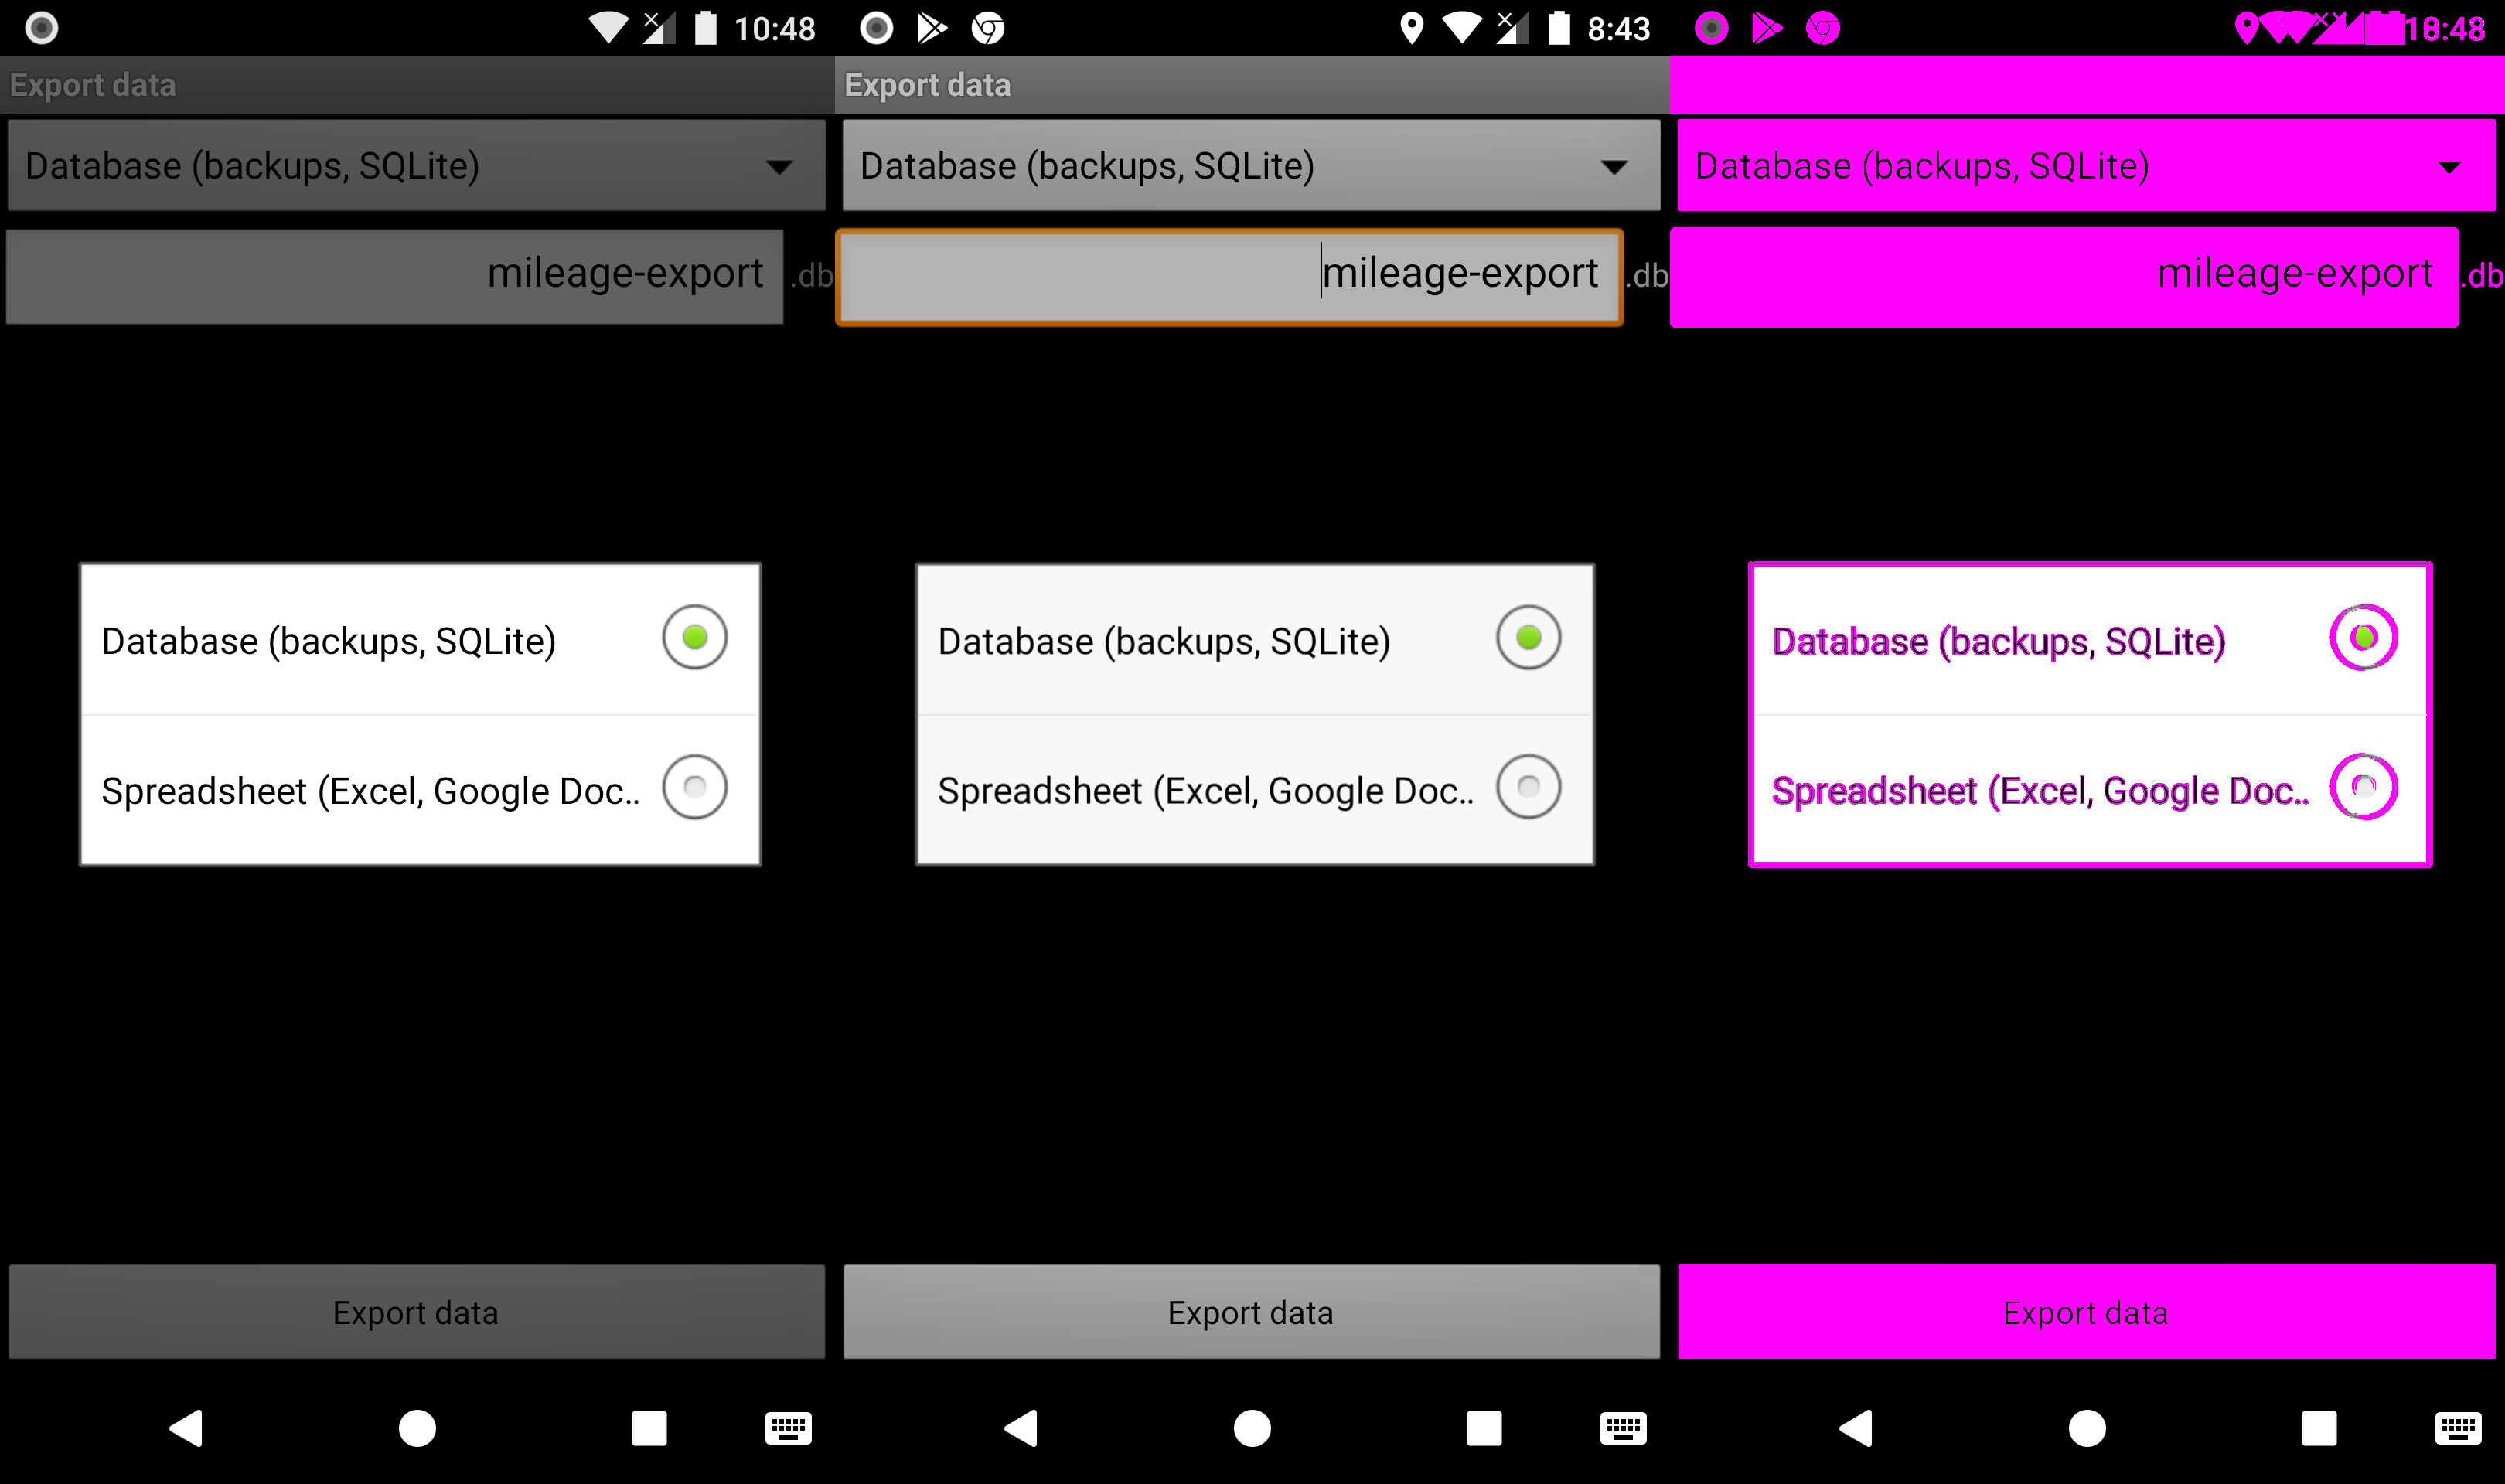 10:48
Export data
Database (backups, SQLite)
mileage-export .db
Database (backups, SQLite)
Spreadsheet (Excel, Google Doc..
Export data
8:43
Export data
Database (backups, SQLite)
mileage-export .db
Database (backups, SQLite)
Spreadsheet (Excel, Google Doc..
Export data
Database (backups, SQLite)
mileage-export .db
Database (backups, SQLite)
Spreadsheet (Excel, Google Doc..
Export data